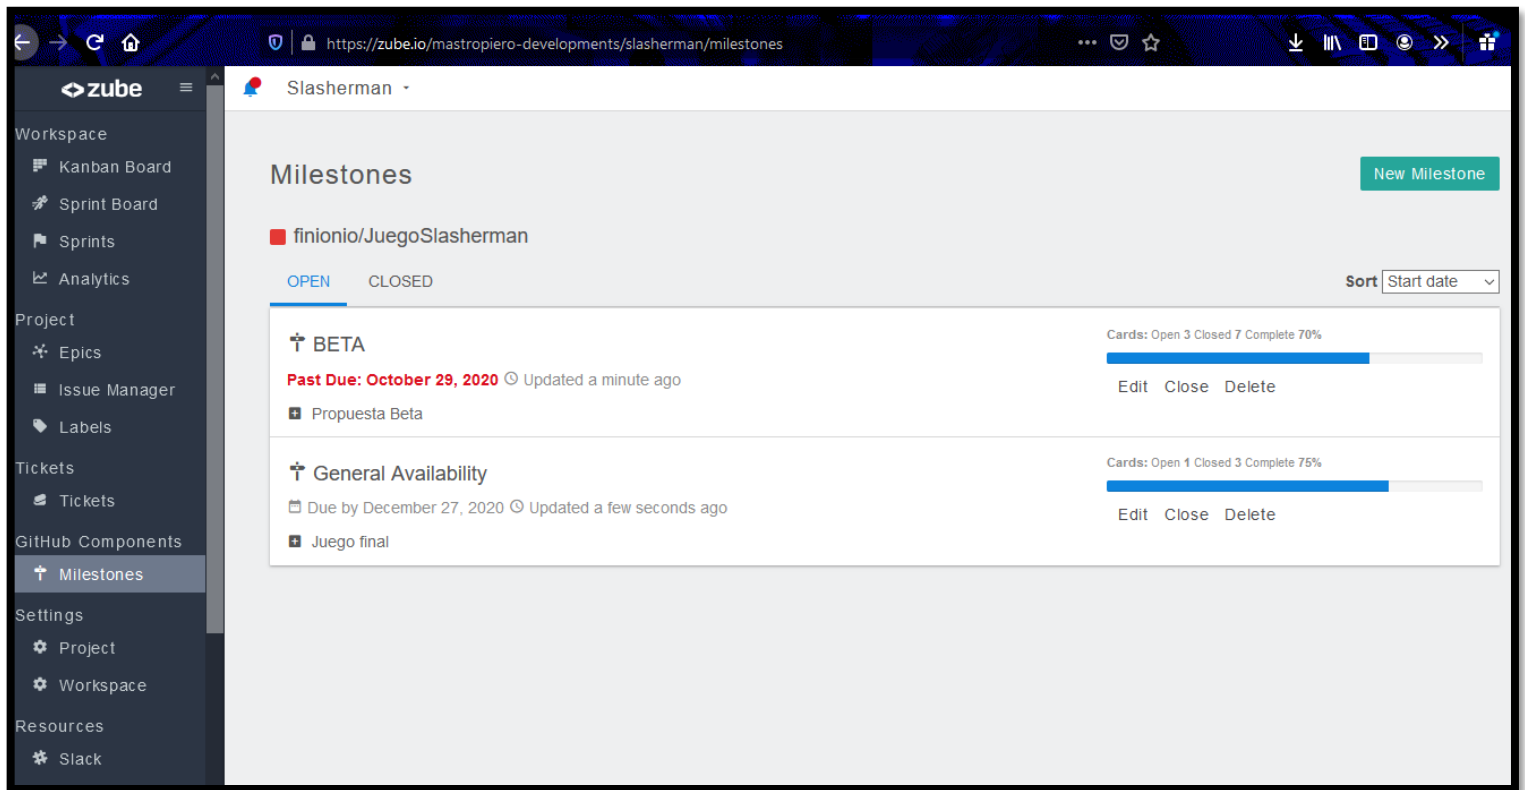 https://zube.io/mastropiero-developments/slasherman/milestones
zube
Slasherman
Workspace
Kanban Board
Sprint Board
Sprints
Analytics
Project
Epics
Issue Manager
Labels
Tickets
Tickets
GitHub Components
Milestones
Settings
Project
Workspace
Resources
Slack
Milestones
New Milestone
finionio/JuegoSlasherman
OPEN CLOSED
Sort Start date
BETA
Cards: Open 3 Closed 7 Complete 70%
Past Due: October 29, 2020 Updated a minute ago
Edit Close Delete
Propuesta Beta
General Availability
Cards: Open 1 Closed 3 Complete 75%
Due by December 27, 2020 Updated a few seconds ago
Edit Close Delete
Juego final